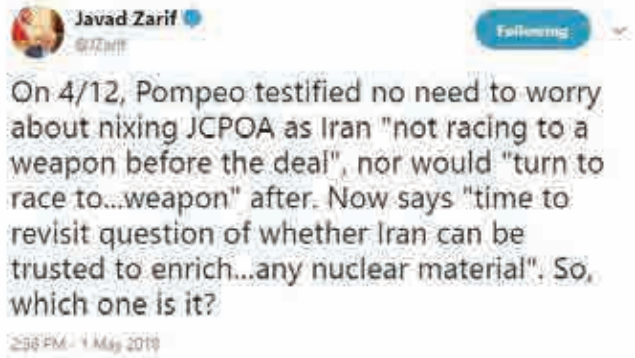 Javad Zarif
@JZarif
Following
On 4/12, Pompeo testified no need to worry
about nixing JCPOA as Iran "not racing to a
weapon before the deal", nor would "turn to
race to...weapon" after. Now says "time to
revisit question of whether Iran can be
trusted to enrich...any nuclear material". So,
which one is it?
PM - 1 May 2018